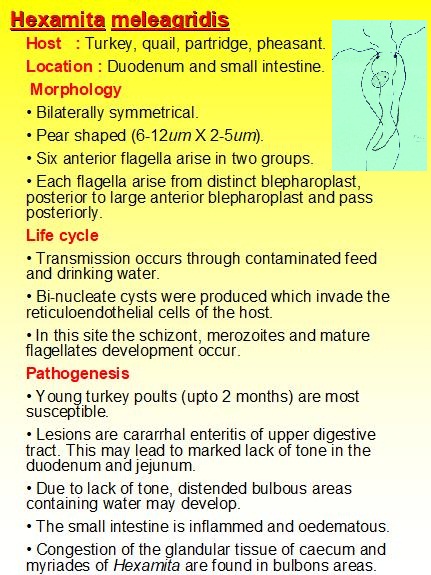 Hexamita meleagridis
Host : Turkey, quail, partridge, pheasant.
Location : Duodenum and small intestine.
Morphology
• Bilaterally symmetrical.
• Pear shaped (6-12um X 2-5um).
• Six anterior flagella arise in two groups.
• Each flagella arise from distinct blepharoplast,
posterior to large anterior blepharoplast and pass
posteriorly.
Life cycle
• Transmission occurs through contaminated feed
and drinking water.
• Bi-nucleate cysts were produced which invade the
reticuloendothelial cells of the host.
• In this site the schizont, merozoites and mature
flagellates development occur.
Pathogenesis
• Young turkey poults (upto 2 months) are most
susceptible.
• Lesions are cararrhal enteritis of upper digestive
tract. This may lead to marked lack of tone in the
duodenum and jejunum.
• Due to lack of tone, distended bulbous areas
containing water may develop.
• The small intestine is inflammed and oedematous.
• Congestion of the glandular tissue of caecum and
myriades of Hexamita are found in bulbons areas.